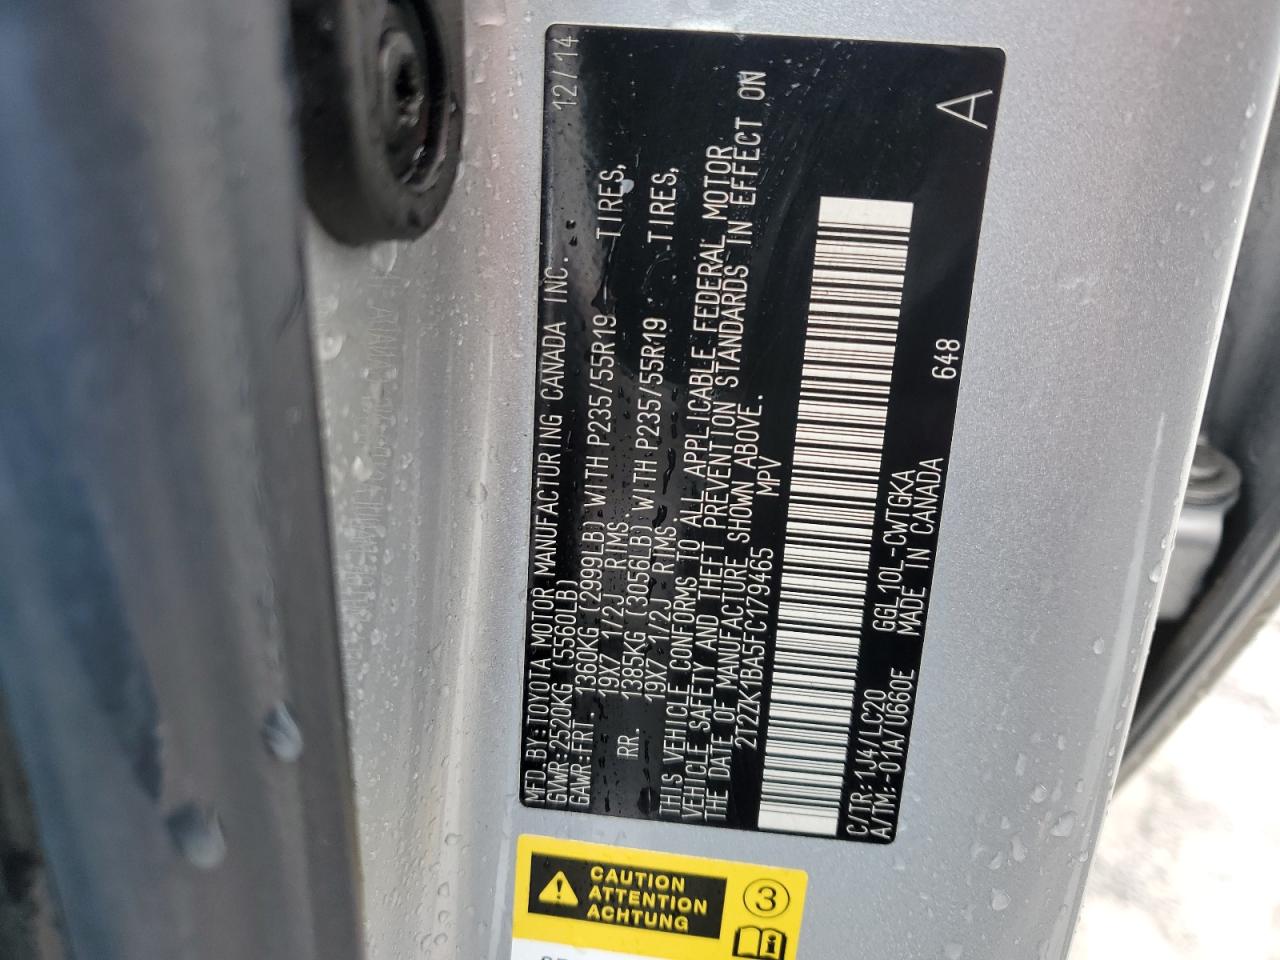 MFD.BY:TOYOTA MOTOR MANUFACTURING CANADA INC. 12/14
GVWR:2520KG (5560LB)
GAWR:FRT. 1360KG (2999LB) WITH P235/55R19 TIRES,
19X7 1/2J RIMS.
RR. 1385KG (3056LB) WITH P235/55R19 TIRES,
19X7 1/2J RIMS.
THIS VEHICLE CONFORMS TO ALL APPLICABLE FEDERAL MOTOR
VEHICLE SAFETY AND THEFT PREVENTION STANDARDS IN EFFECT ON
THE DATE OF MANUFACTURE SHOWN ABOVE.
2T2ZK1BA5FC179465 MPV
C/TR:1J4/LC20 GGL10L-CWTGKA 648 A
A/TM:-01A/U660E MADE IN CANADA
CAUTION
ATTENTION
ACHTUNG
3